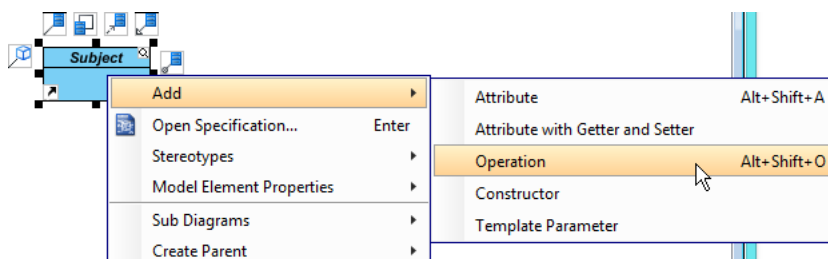 Subject
Add
Open Specification... Enter
Stereotypes
Model Element Properties
Sub Diagrams
Create Parent
Attribute Alt+Shift+A
Attribute with Getter and Setter
Operation Alt+Shift+O
Constructor
Template Parameter